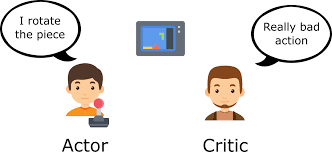 I rotate
the piece
Really bad
action
Actor
Critic